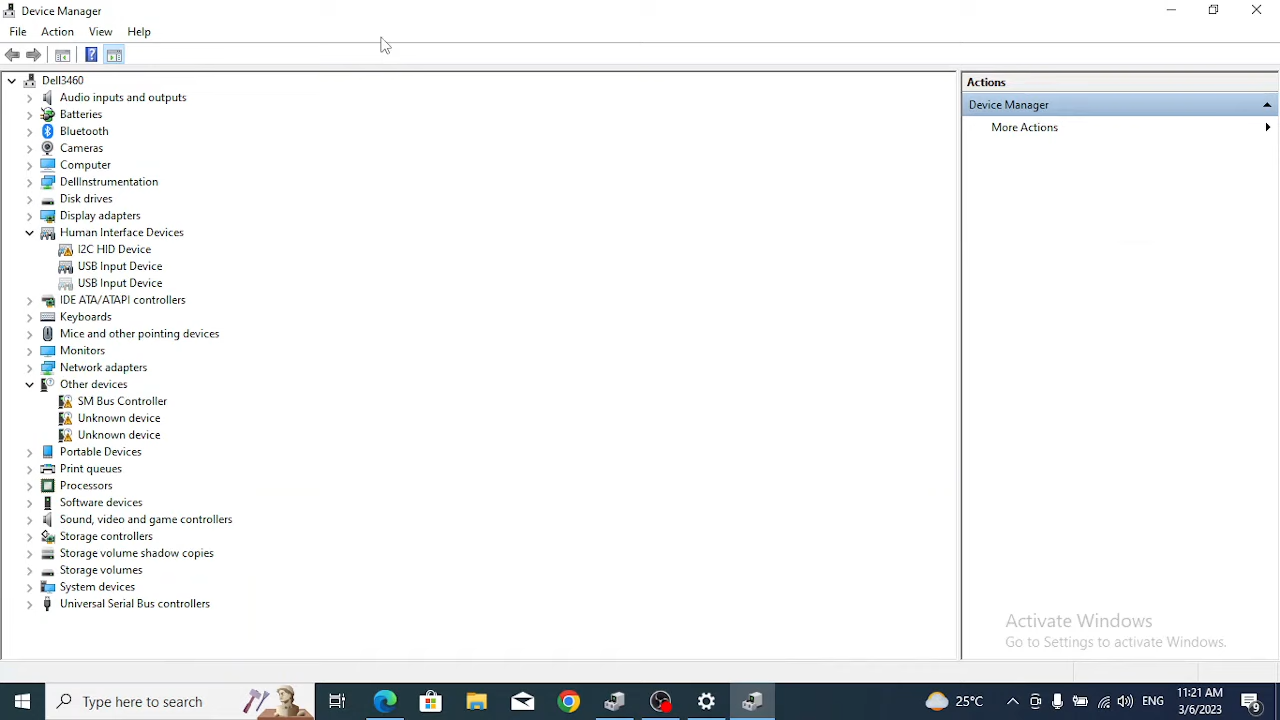 Device Manager
File Action View Help
Dell3460
Actions
Audio inputs and outputs
Device Manager
Batteries
More Actions
Bluetooth
Cameras
Computer
DellInstrumentation
Disk drives
Display adapters
Human Interface Devices
I2C HID Device
USB Input Device
USB Input Device
IDE ATA/ATAPI controllers
Keyboards
Mice and other pointing devices
Monitors
Network adapters
Other devices
SM Bus Controller
Unknown device
Unknown device
Portable Devices
Print queues
Processors
Software devices
Sound, video and game controllers
Storage controllers
Storage volume shadow copies
Storage volumes
System devices
Universal Serial Bus controllers
Activate Windows
Go to Settings to activate Windows.
Type here to search
25°C
ENG
11:21 AM
3/6/2023
9